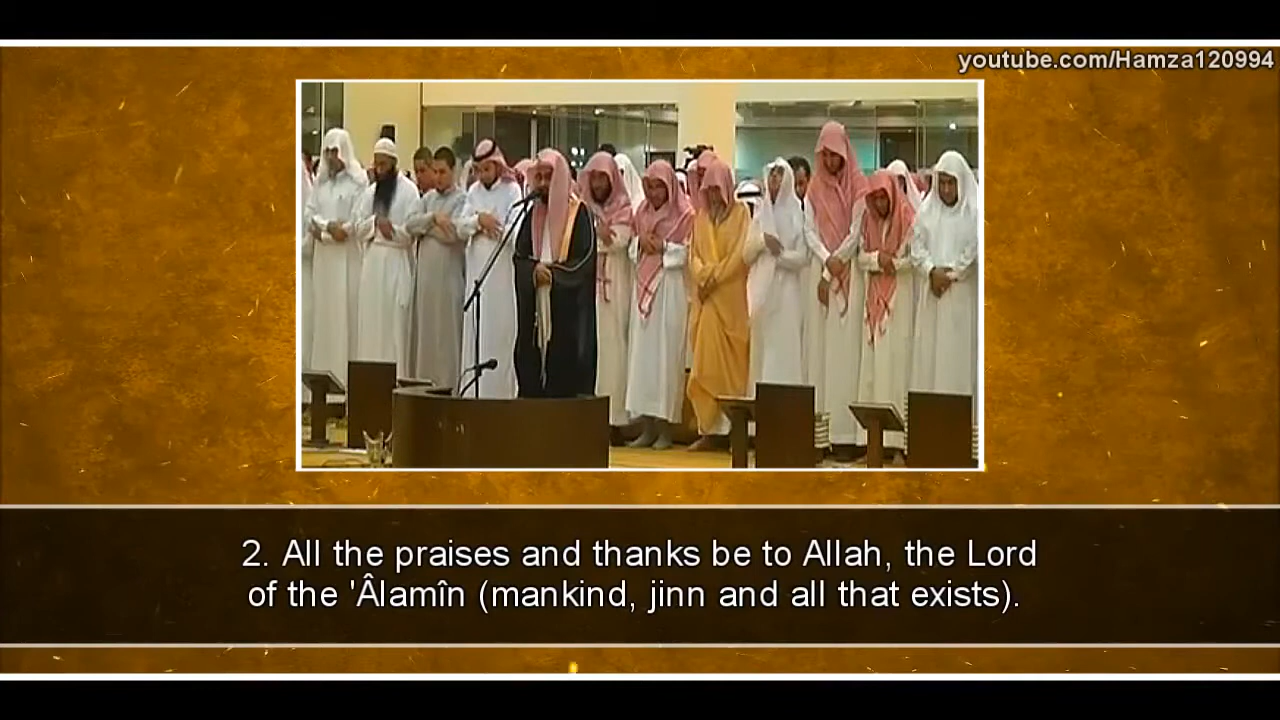 youtube.com/Hamza120994
2. All the praises and thanks be to Allah, the Lord
of the 'Âlamîn (mankind, jinn and all that exists).